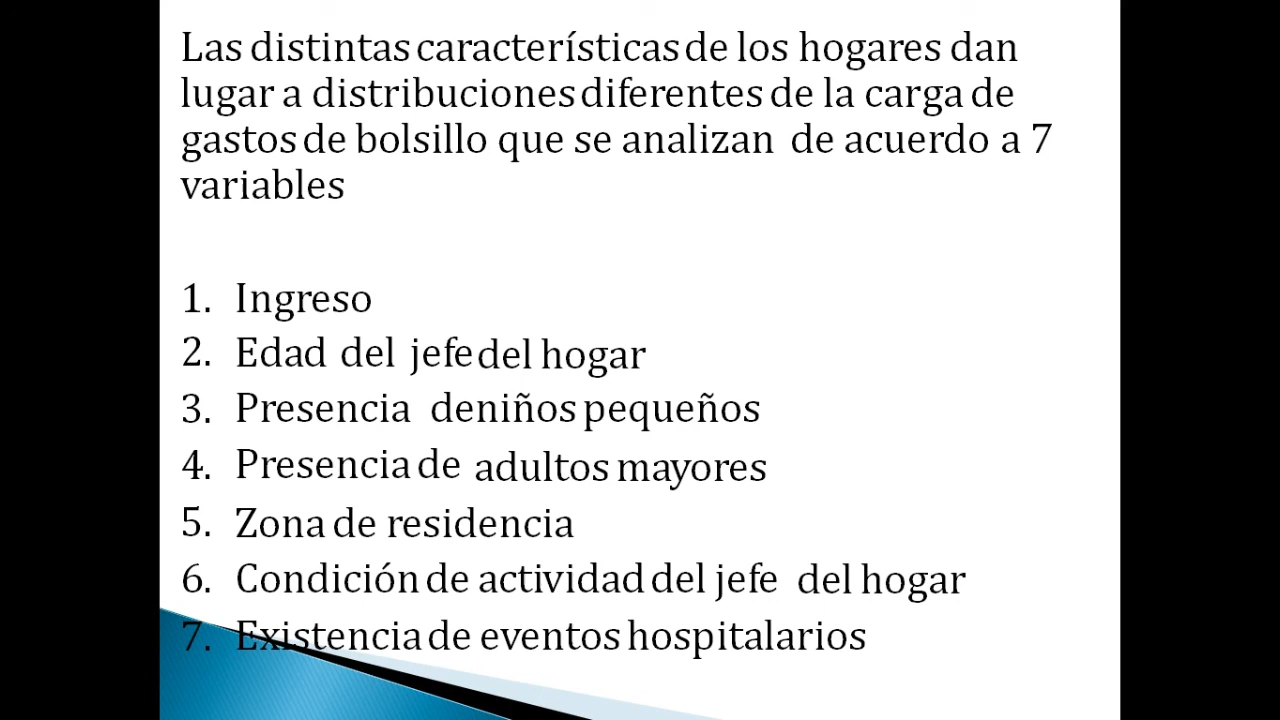 Las distintas características de los hogares dan
lugar a distribuciones diferentes de la carga de
gastos de bolsillo que se analizan de acuerdo a 7
variables
1. Ingreso
2. Edad del jefe del hogar
3. Presencia deniños pequeños
4. Presencia de adultos mayores
5. Zona de residencia
6. Condición de actividad del jefe del hogar
7. Existencia de eventos hospitalarios